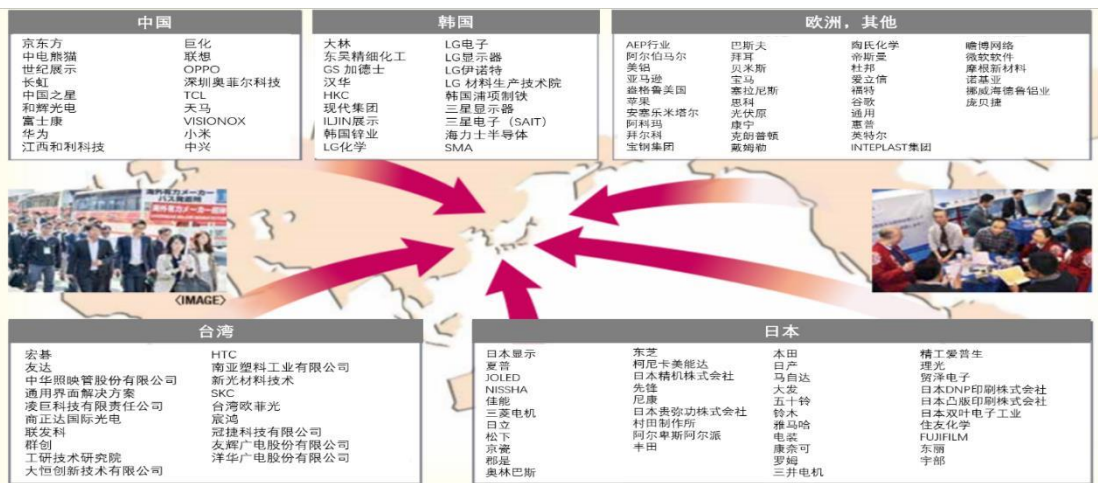 中国
京东方
中电熊猫
世纪展示
长虹
中国之星
和辉光电
富士康
华为
江西和利科技
巨化
联想
OPPO
深圳奥菲尔科技
TCL
天马
VISIONOX
小米
中兴
韩国
大林
东吴精细化工
GS 加德士
汉华
HKC
现代集团
ILJIN展示
韩国锌业
LG化学
LG电子
LG显示器
LG伊诺特
LG 材料生产技术院
韩国浦项制铁
三星显示器
三星电子（SAIT）
海力士半导体
SMA
欧洲，其他
AEP行业
阿尔伯马尔
美铝
亚马逊
盎格鲁美国
苹果
安塞乐米塔尔
阿科玛
拜尔科
宝钢集团
巴斯夫
拜耳
贝米斯
宝马
塞拉尼斯
思科
光伏原
康宁
克朗普顿
戴姆勒
陶氏化学
帝斯曼
杜邦
爱立信
福特
谷歌
通用
惠普
英特尔
INTEPLAST集团
瞻博网络
微软软件
摩根新材料
诺基亚
挪威海德鲁铝业
庞贝捷
海外有力メーカー
バス発着所
〈IMAGE〉
台湾
宏碁
友达
中华照映管股份有限公司
通用界面解决方案
凌巨科技有限责任公司
商正达国际光电
联发科
群创
工研技术研究院
大恒创新技术有限公司
HTC
南亚塑料工业有限公司
新光材料技术
SKC
台湾欧菲光
宸鸿
冠捷科技有限公司
友辉广电股份有限公司
洋华广电股份有限公司
日本
日本显示
夏普
JOLED
NISSHA
佳能
三菱电机
日立
松下
京瓷
郡是
奥林巴斯
东芝
柯尼卡美能达
日本精机株式会社
先锋
尼康
日本贵弥功株式会社
村田制作所
阿尔卑斯阿尔派
丰田
本田
日产
马自达
大发
五十铃
铃木
雅马哈
电装
康奈可
罗姆
三井电机
精工爱普生
理光
贸泽电子
日本DNP印刷株式会社
日本凸版印刷株式会社
日本双叶电子工业
住友化学
FUJIFILM
东丽
宇部